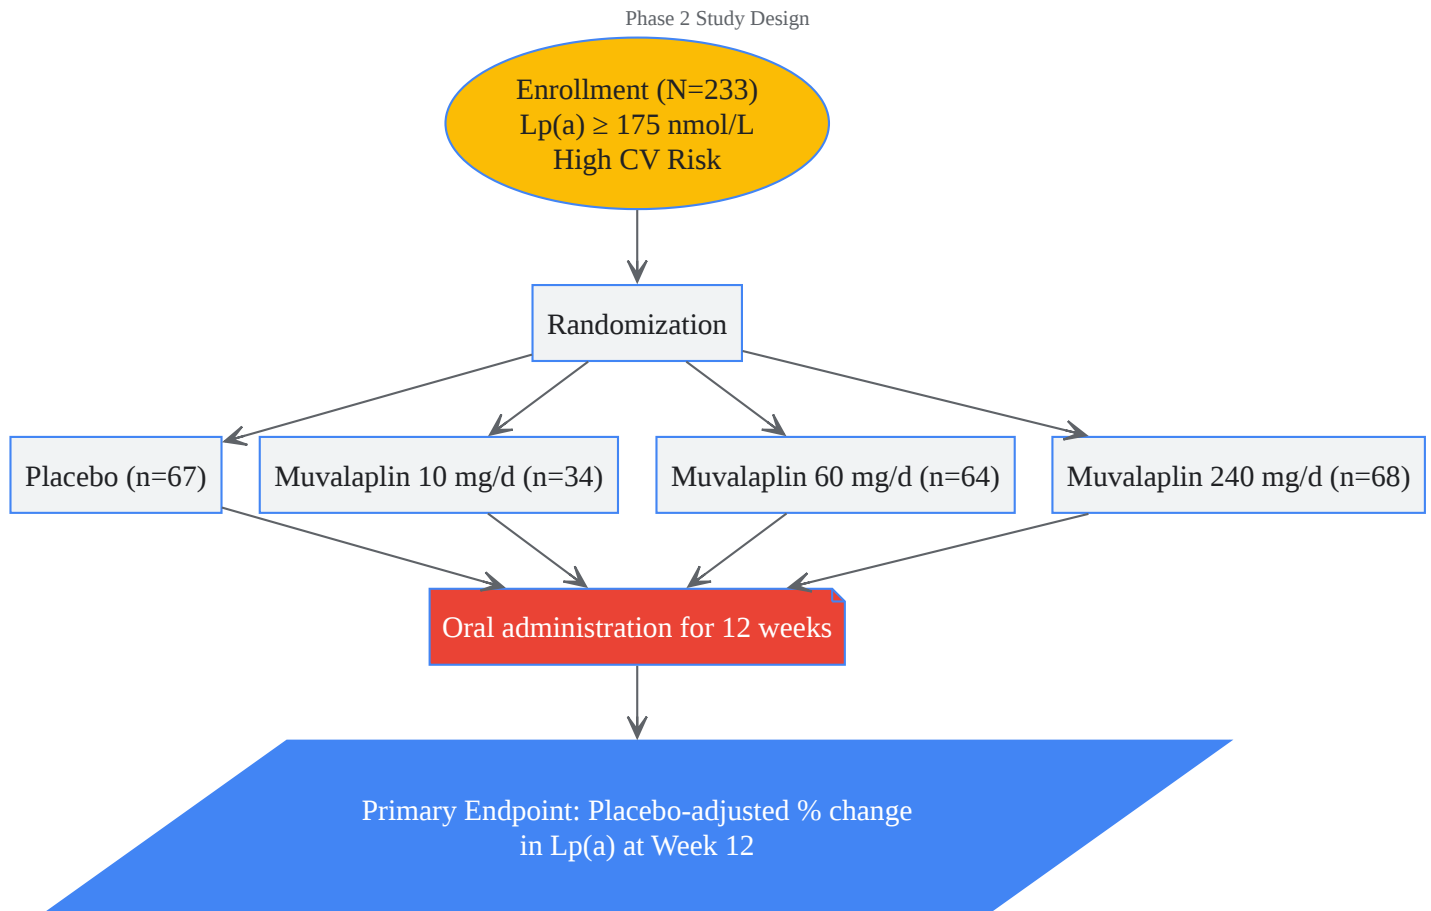 Phase 2 Study Design
Enrollment (N=233)
Lp(a) ≥ 175 nmol/L
High CV Risk
Randomization
Placebo (n=67)
Muvalaplin 10 mg/d (n=34)
Muvalaplin 60 mg/d (n=64)
Muvalaplin 240 mg/d (n=68)
Oral administration for 12 weeks
Primary Endpoint: Placebo-adjusted % change
in Lp(a) at Week 12